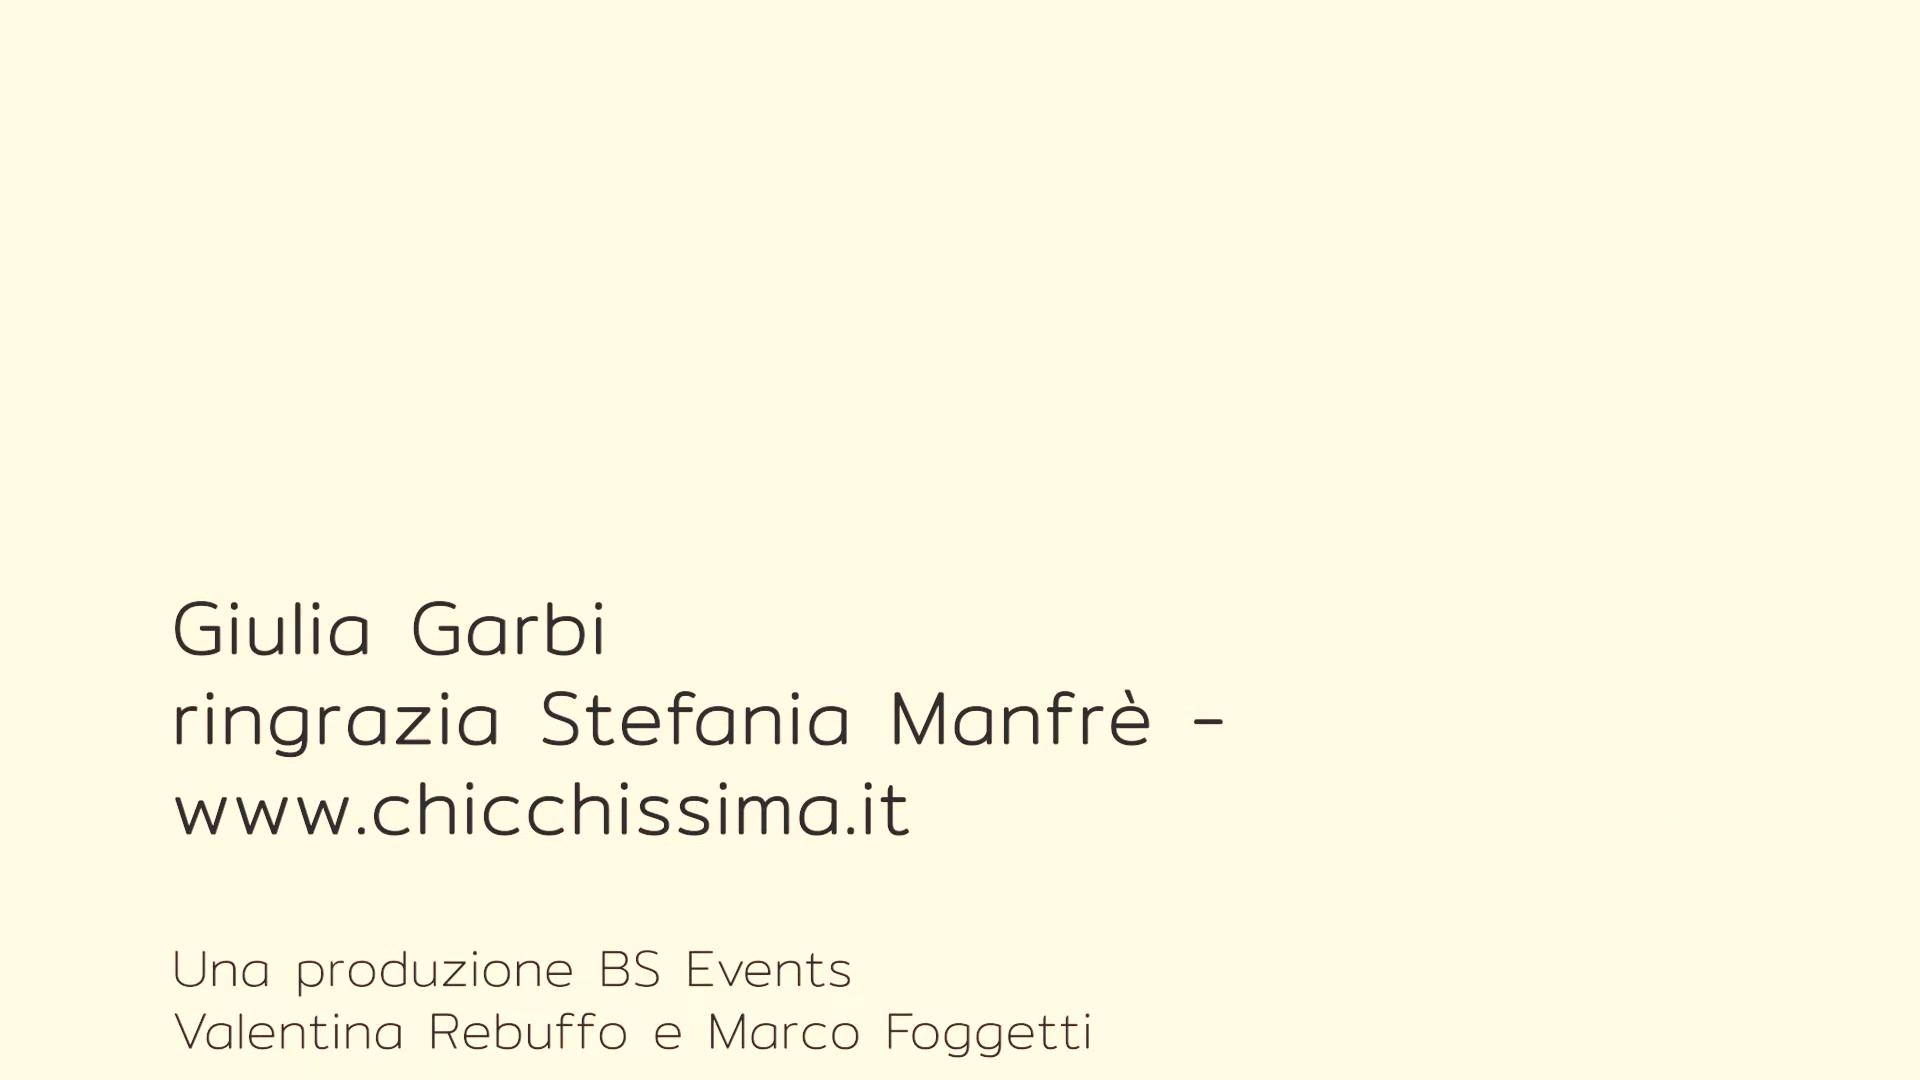 Giulia Garbi
ringrazia Stefania Manfrè -
www.chicchissima.it
Una produzione BS Events
Valentina Rebuffo e Marco Foggetti